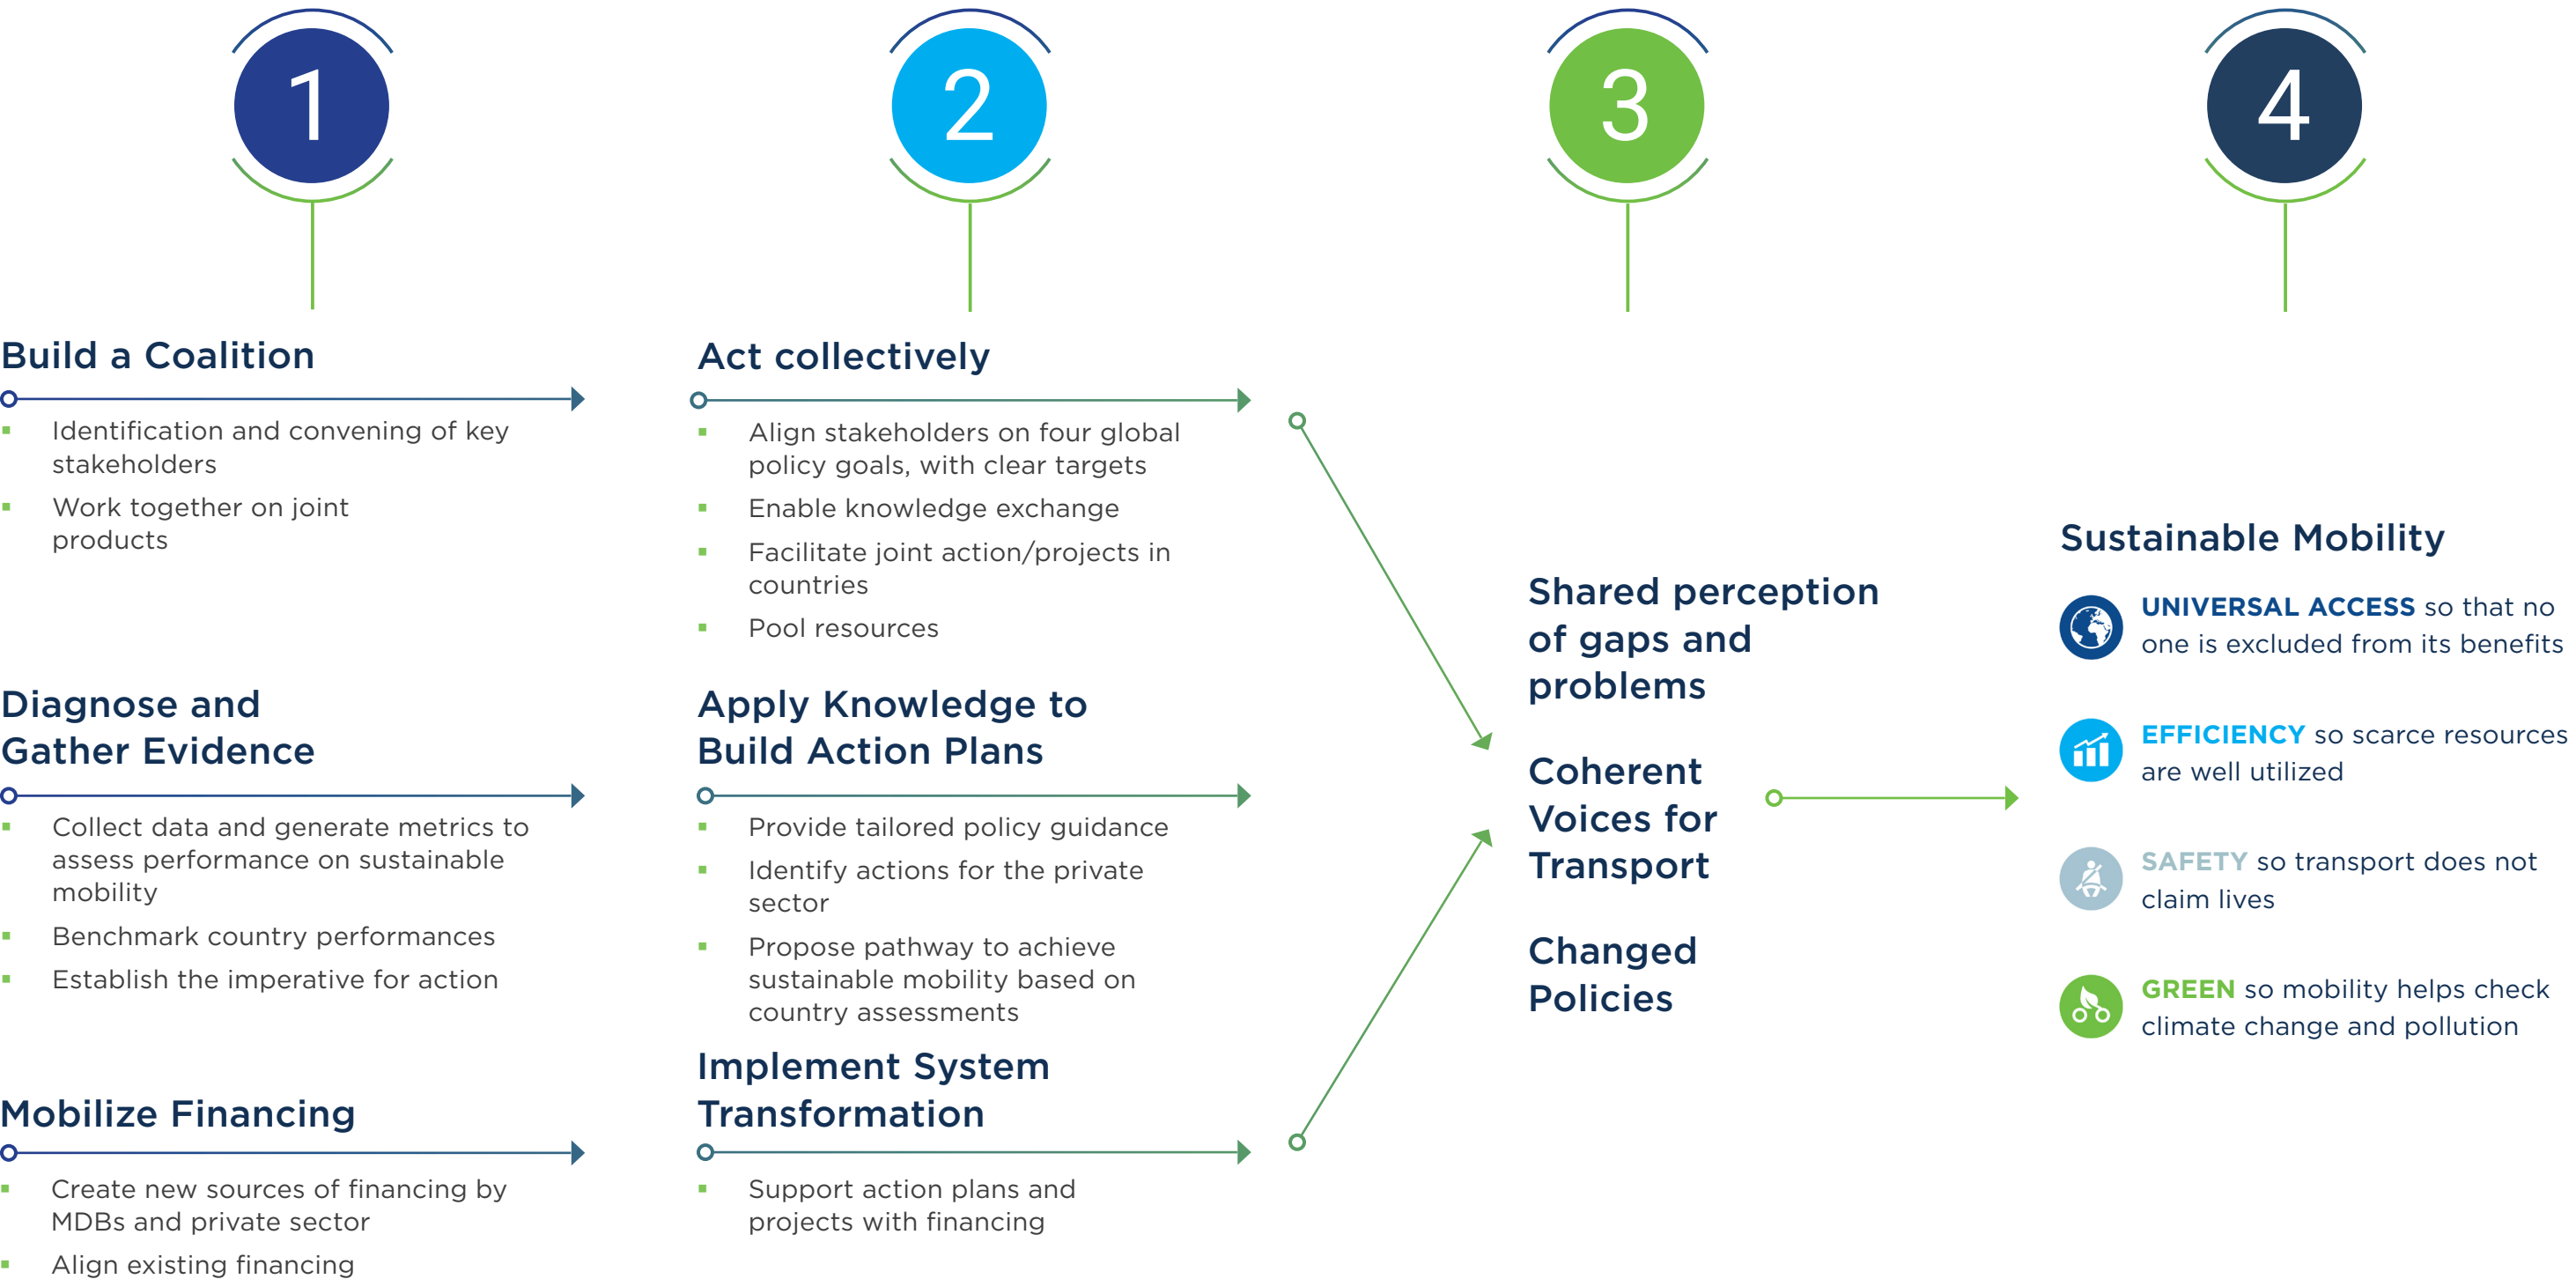 1
2
3
4
Build a Coalition
Identification and convening of key
stakeholders
Work together on joint
products
Diagnose and
Gather Evidence
Collect data and generate metrics to
assess performance on sustainable
mobility
Benchmark country performances
Establish the imperative for action
Mobilize Financing
Create new sources of financing by
MDBs and private sector
Align existing financing
Act collectively
Align stakeholders on four global
policy goals, with clear targets
Enable knowledge exchange
Facilitate joint action/projects in
countries
Pool resources
Apply Knowledge to
Build Action Plans
Provide tailored policy guidance
Identify actions for the private
sector
Propose pathway to achieve
sustainable mobility based on
country assessments
Implement System
Transformation
Support action plans and
projects with financing
Shared perception
of gaps and
problems
Coherent
Voices for
Transport
Changed
Policies
Sustainable Mobility
UNIVERSAL ACCESS so that no
one is excluded from its benefits
EFFICIENCY so scarce resources
are well utilized
SAFETY so transport does not
claim lives
GREEN so mobility helps check
climate change and pollution